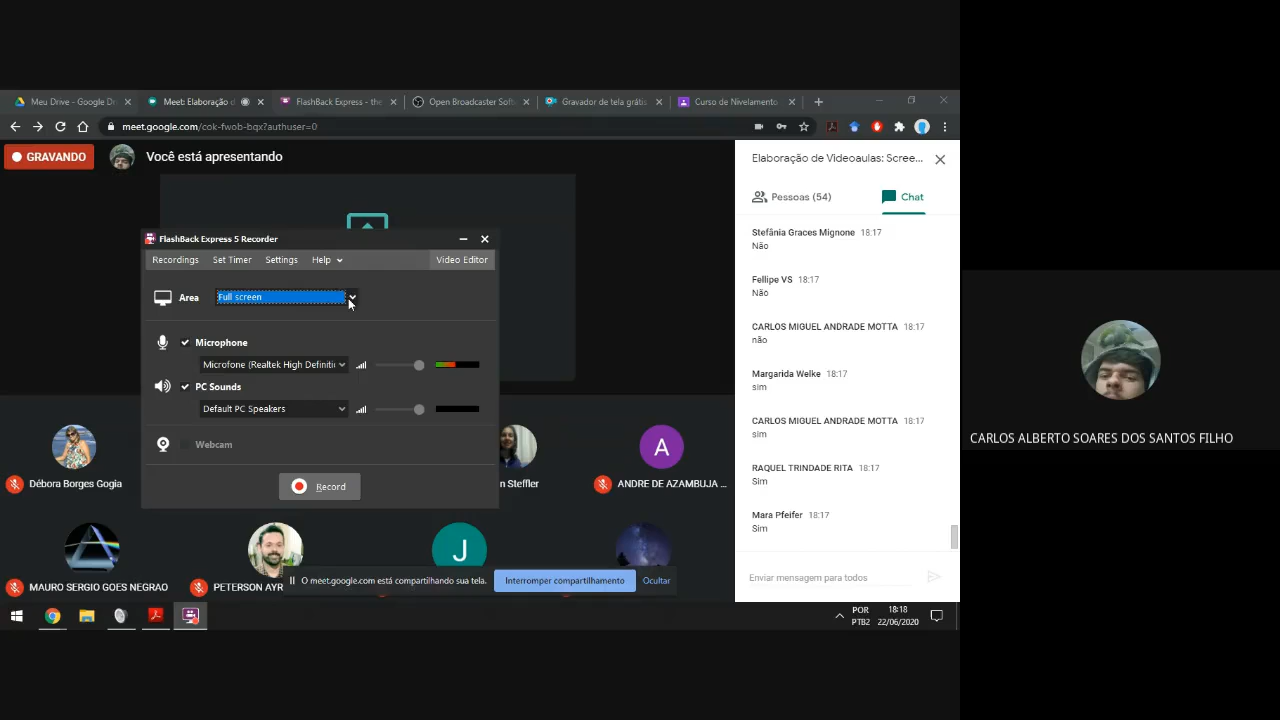 Meu Drive - Google Dr
Meet: Elaboração d
FlashBack Express - the
Open Broadcaster Soft
Gravador de tela grátis
Curso de Nivelamento
meet.google.com/cok-fwob-bqx?authuser=0
GRAVANDO
Você está apresentando
Elaboração de Videoaulas: Scree...
Pessoas (54)
Chat
Stefânia Graces Mignone 18:17
Não
Fellipe VS 18:17
Não
CARLOS MIGUEL ANDRADE MOTTA 18:17
não
Margarida Welke 18:17
sim
CARLOS MIGUEL ANDRADE MOTTA 18:17
sim
RAQUEL TRINDADE RITA 18:17
Sim
Mara Pfeifer 18:17
Sim
Enviar mensagem para todos
FlashBack Express 5 Recorder
Recordings Set Timer Settings Help Video Editor
Area Full screen
Microphone
Microfone (Realtek High Definitio
PC Sounds
Default PC Speakers
Webcam
Record
Débora Borges Gogia
n Steffler
ANDRE DE AZAMBUJA ...
A
J
MAURO SERGIO GOES NEGRAO
PETERSON AYR
O meet.google.com está compartilhando sua tela.
Interromper compartilhamento
Ocultar
POR
PTB2
18:18
22/06/2020
CARLOS ALBERTO SOARES DOS SANTOS FILHO